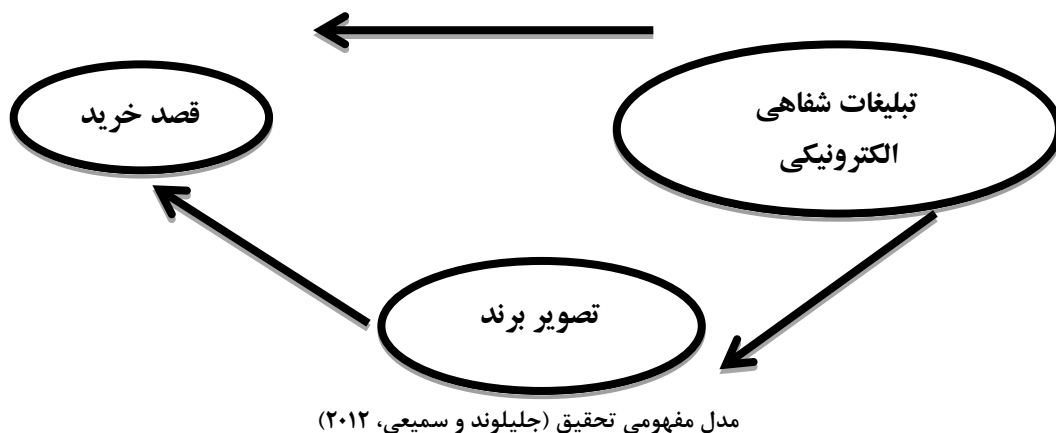 تبلیغات شفاهی
الکترونیکی
قصد خرید
تصویر برند
مدل مفهومی تحقیق (جلیلوند و سمیعی، ۲۰۱۲)